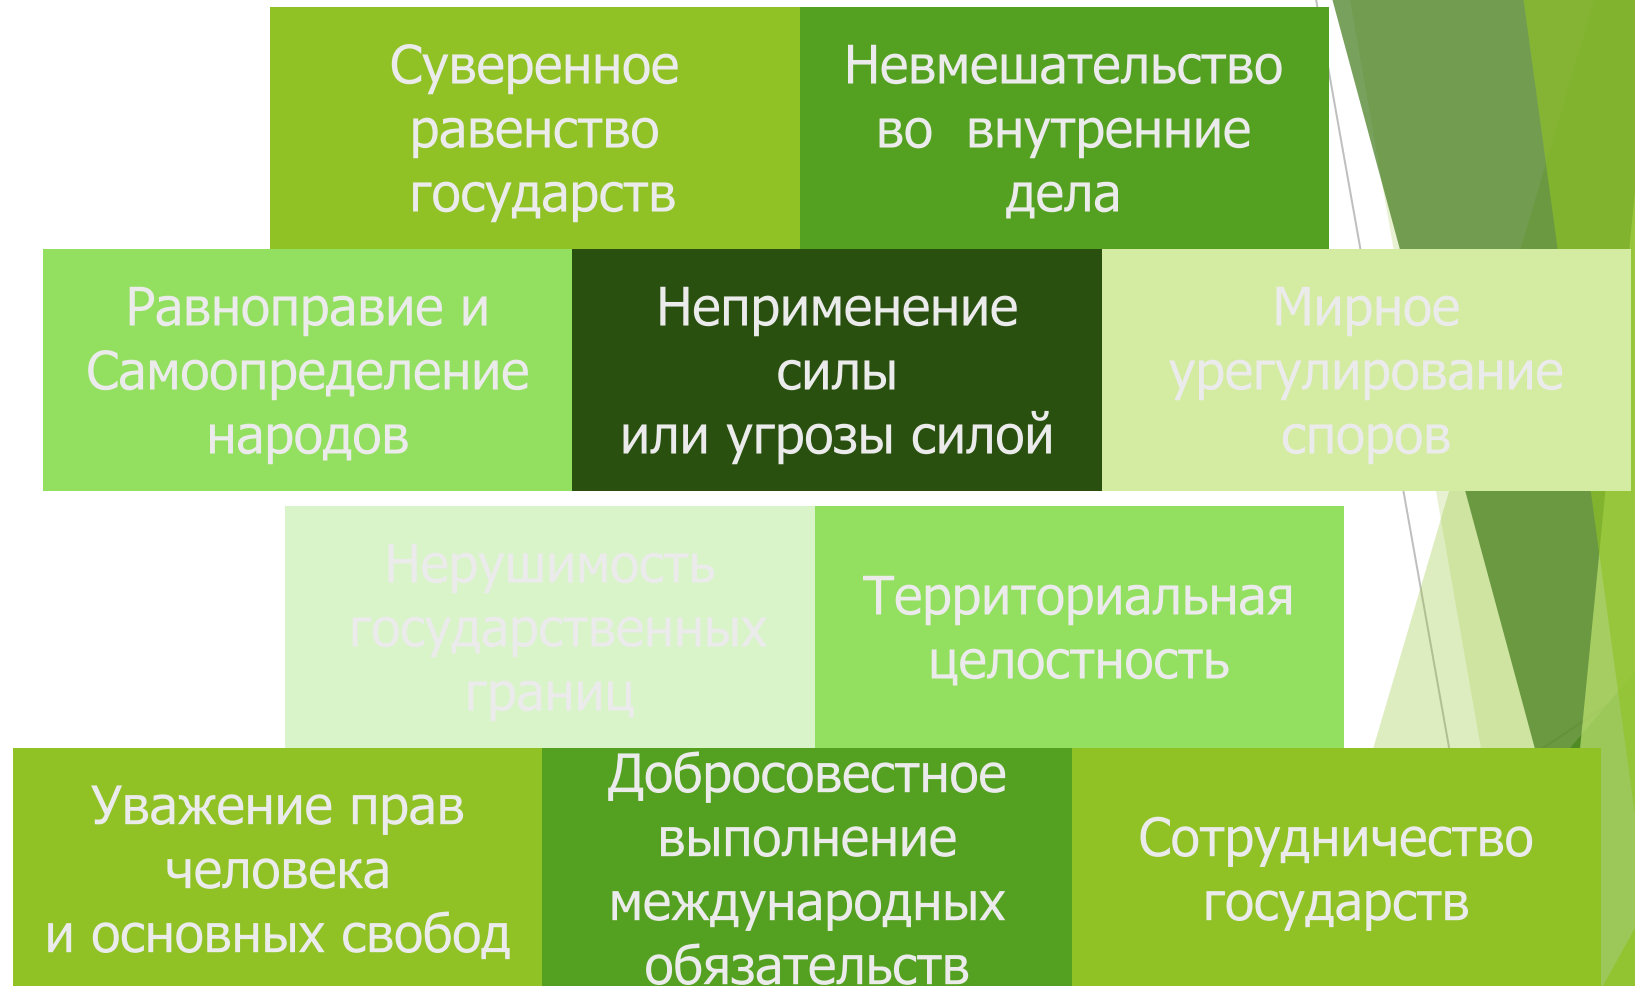 Суверенное
равенство
государств
Невмешательство
во внутренние
дела
Равноправие и
Самоопределение
народов
Неприменение
силы
или угрозы силой
Мирное
урегулирование
споров
Нерушимость
государственных
границ
Территориальная
целостность
Уважение прав
человека
и основных свобод
Добросовестное
выполнение
международных
обязательств
Сотрудничество
государств